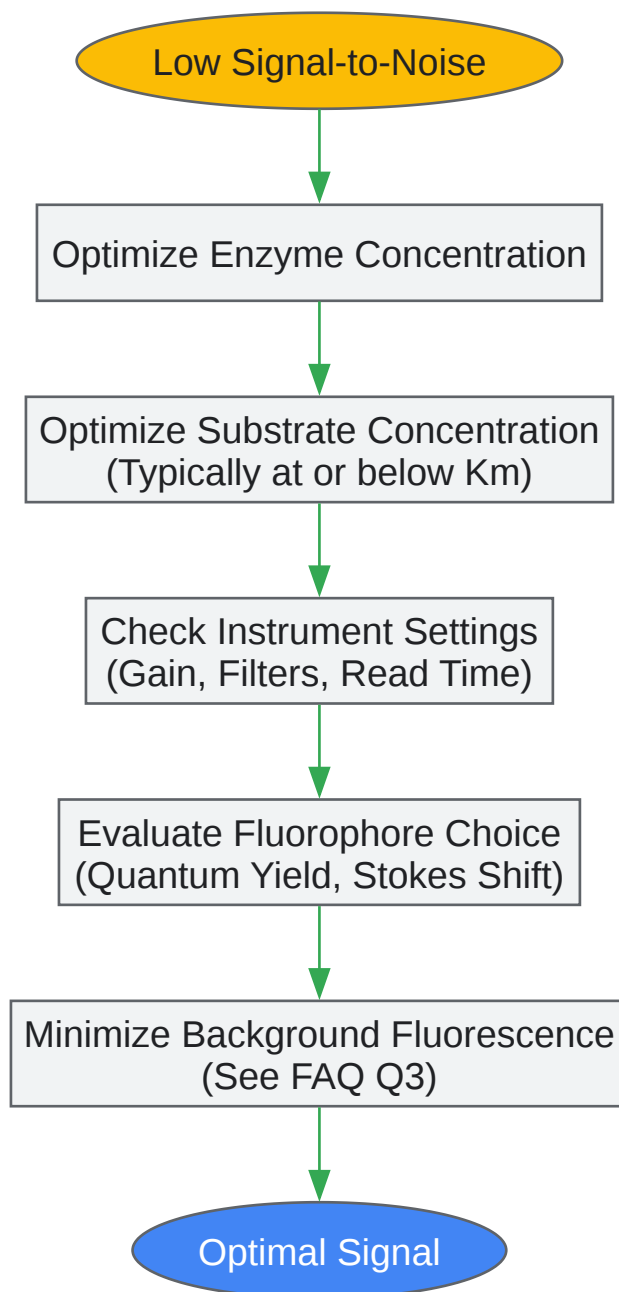 Low Signal-to-Noise
Optimize Enzyme Concentration
Optimize Substrate Concentration
(Typically at or below Km)
Check Instrument Settings
(Gain, Filters, Read Time)
Evaluate Fluorophore Choice
(Quantum Yield, Stokes Shift)
Minimize Background Fluorescence
(See FAQ Q3)
Optimal Signal